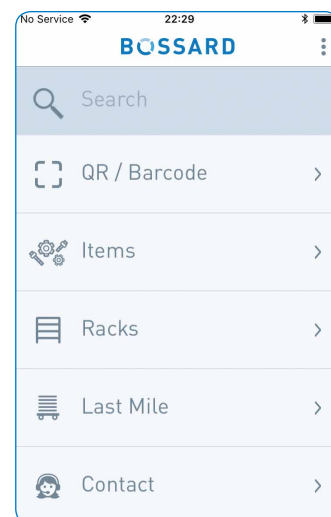 No Service 22:29
BOSSARD
Search
QR / Barcode
Items
Racks
Last Mile
Contact